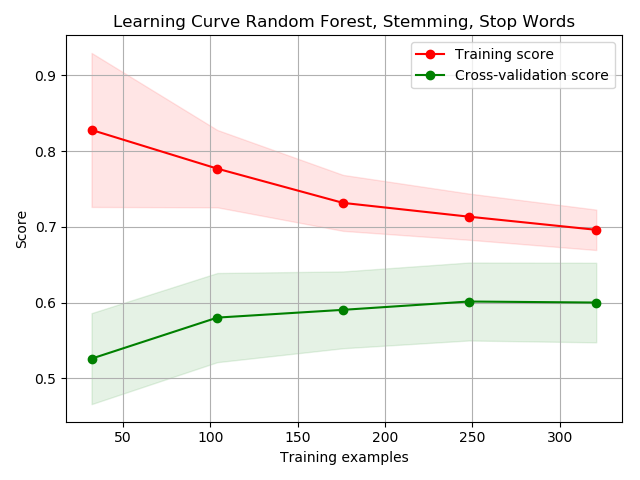 Learning Curve Random Forest, Stemming, Stop Words
Training score
Cross-validation score
0.9
0.8
0.7
0.6
0.5
Score
50
100
150
200
250
300
Training examples